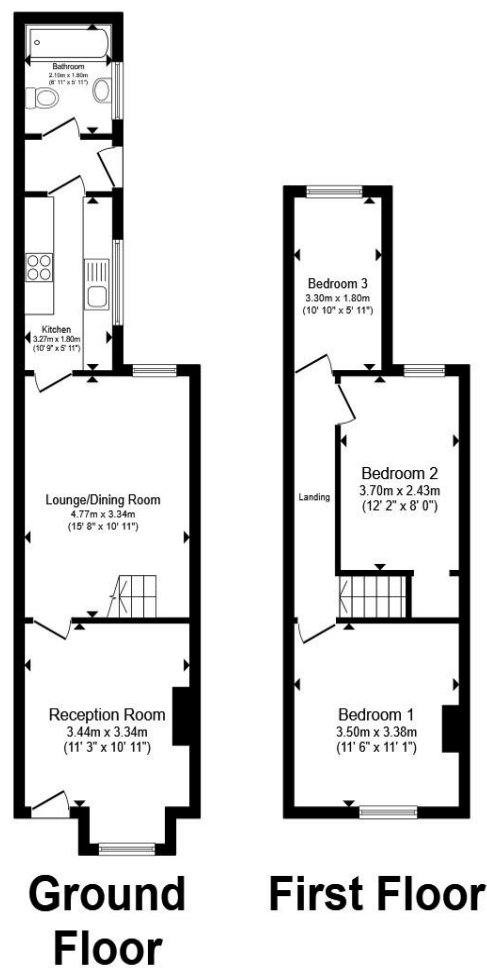 Bathroom
2.10m x 1.80m
(6' 11" x 5' 11")
Kitchen
3.27m x 1.80m
(10' 9" x 5' 11")
Lounge/Dining Room
4.77m x 3.34m
(15' 8" x 10' 11")
Reception Room
3.44m x 3.34m
(11' 3" x 10' 11")
Ground
Floor
Bedroom 3
3.30m x 1.80m
(10' 10" x 5' 11")
Bedroom 2
3.70m x 2.43m
(12' 2" x 8' 0")
Landing
Bedroom 1
3.50m x 3.38m
(11' 6" x 11' 1")
First Floor